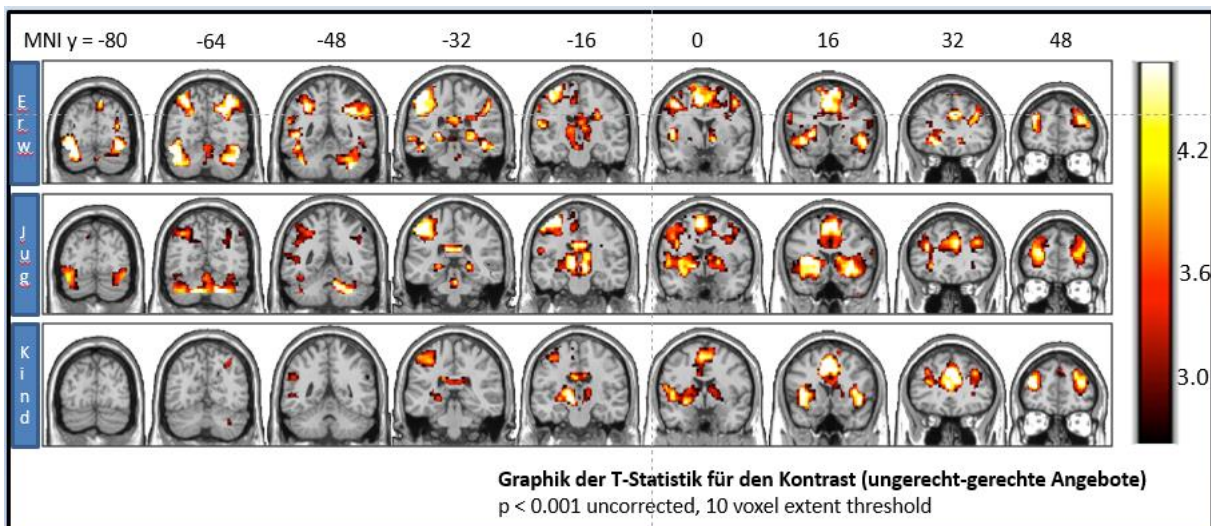 MNI y = -80 -64 -48 -32 -16 0 16 32 48
Erw
Jug
Kind
4.2
3.6
3.0
Graphik der T-Statistik für den Kontrast (ungerecht-gerechte Angebote)
p < 0.001 uncorrected, 10 voxel extent threshold